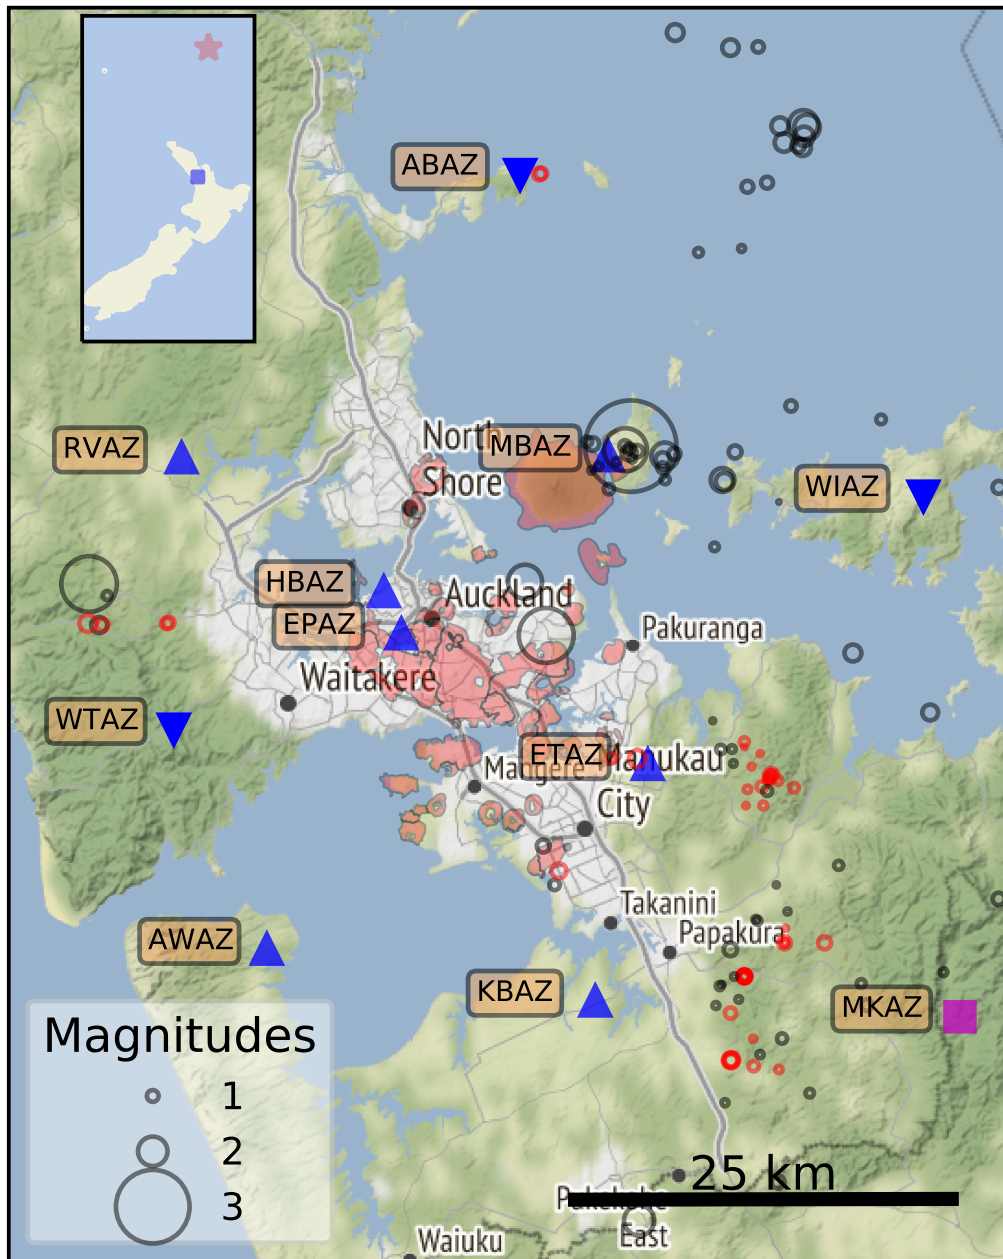 ABAZ
North
Shore
MBAZ
RVAZ
WIAZ
HBAZ
Auckland
EPAZ
Pakuranga
Waitakere
WTAZ
ETAZ
Manukau
City
Mangere
Takanini
Papakura
AWAZ
KBAZ
MKAZ
Magnitudes
1
2
3
25 km
Pukekohe
East
Waiuku